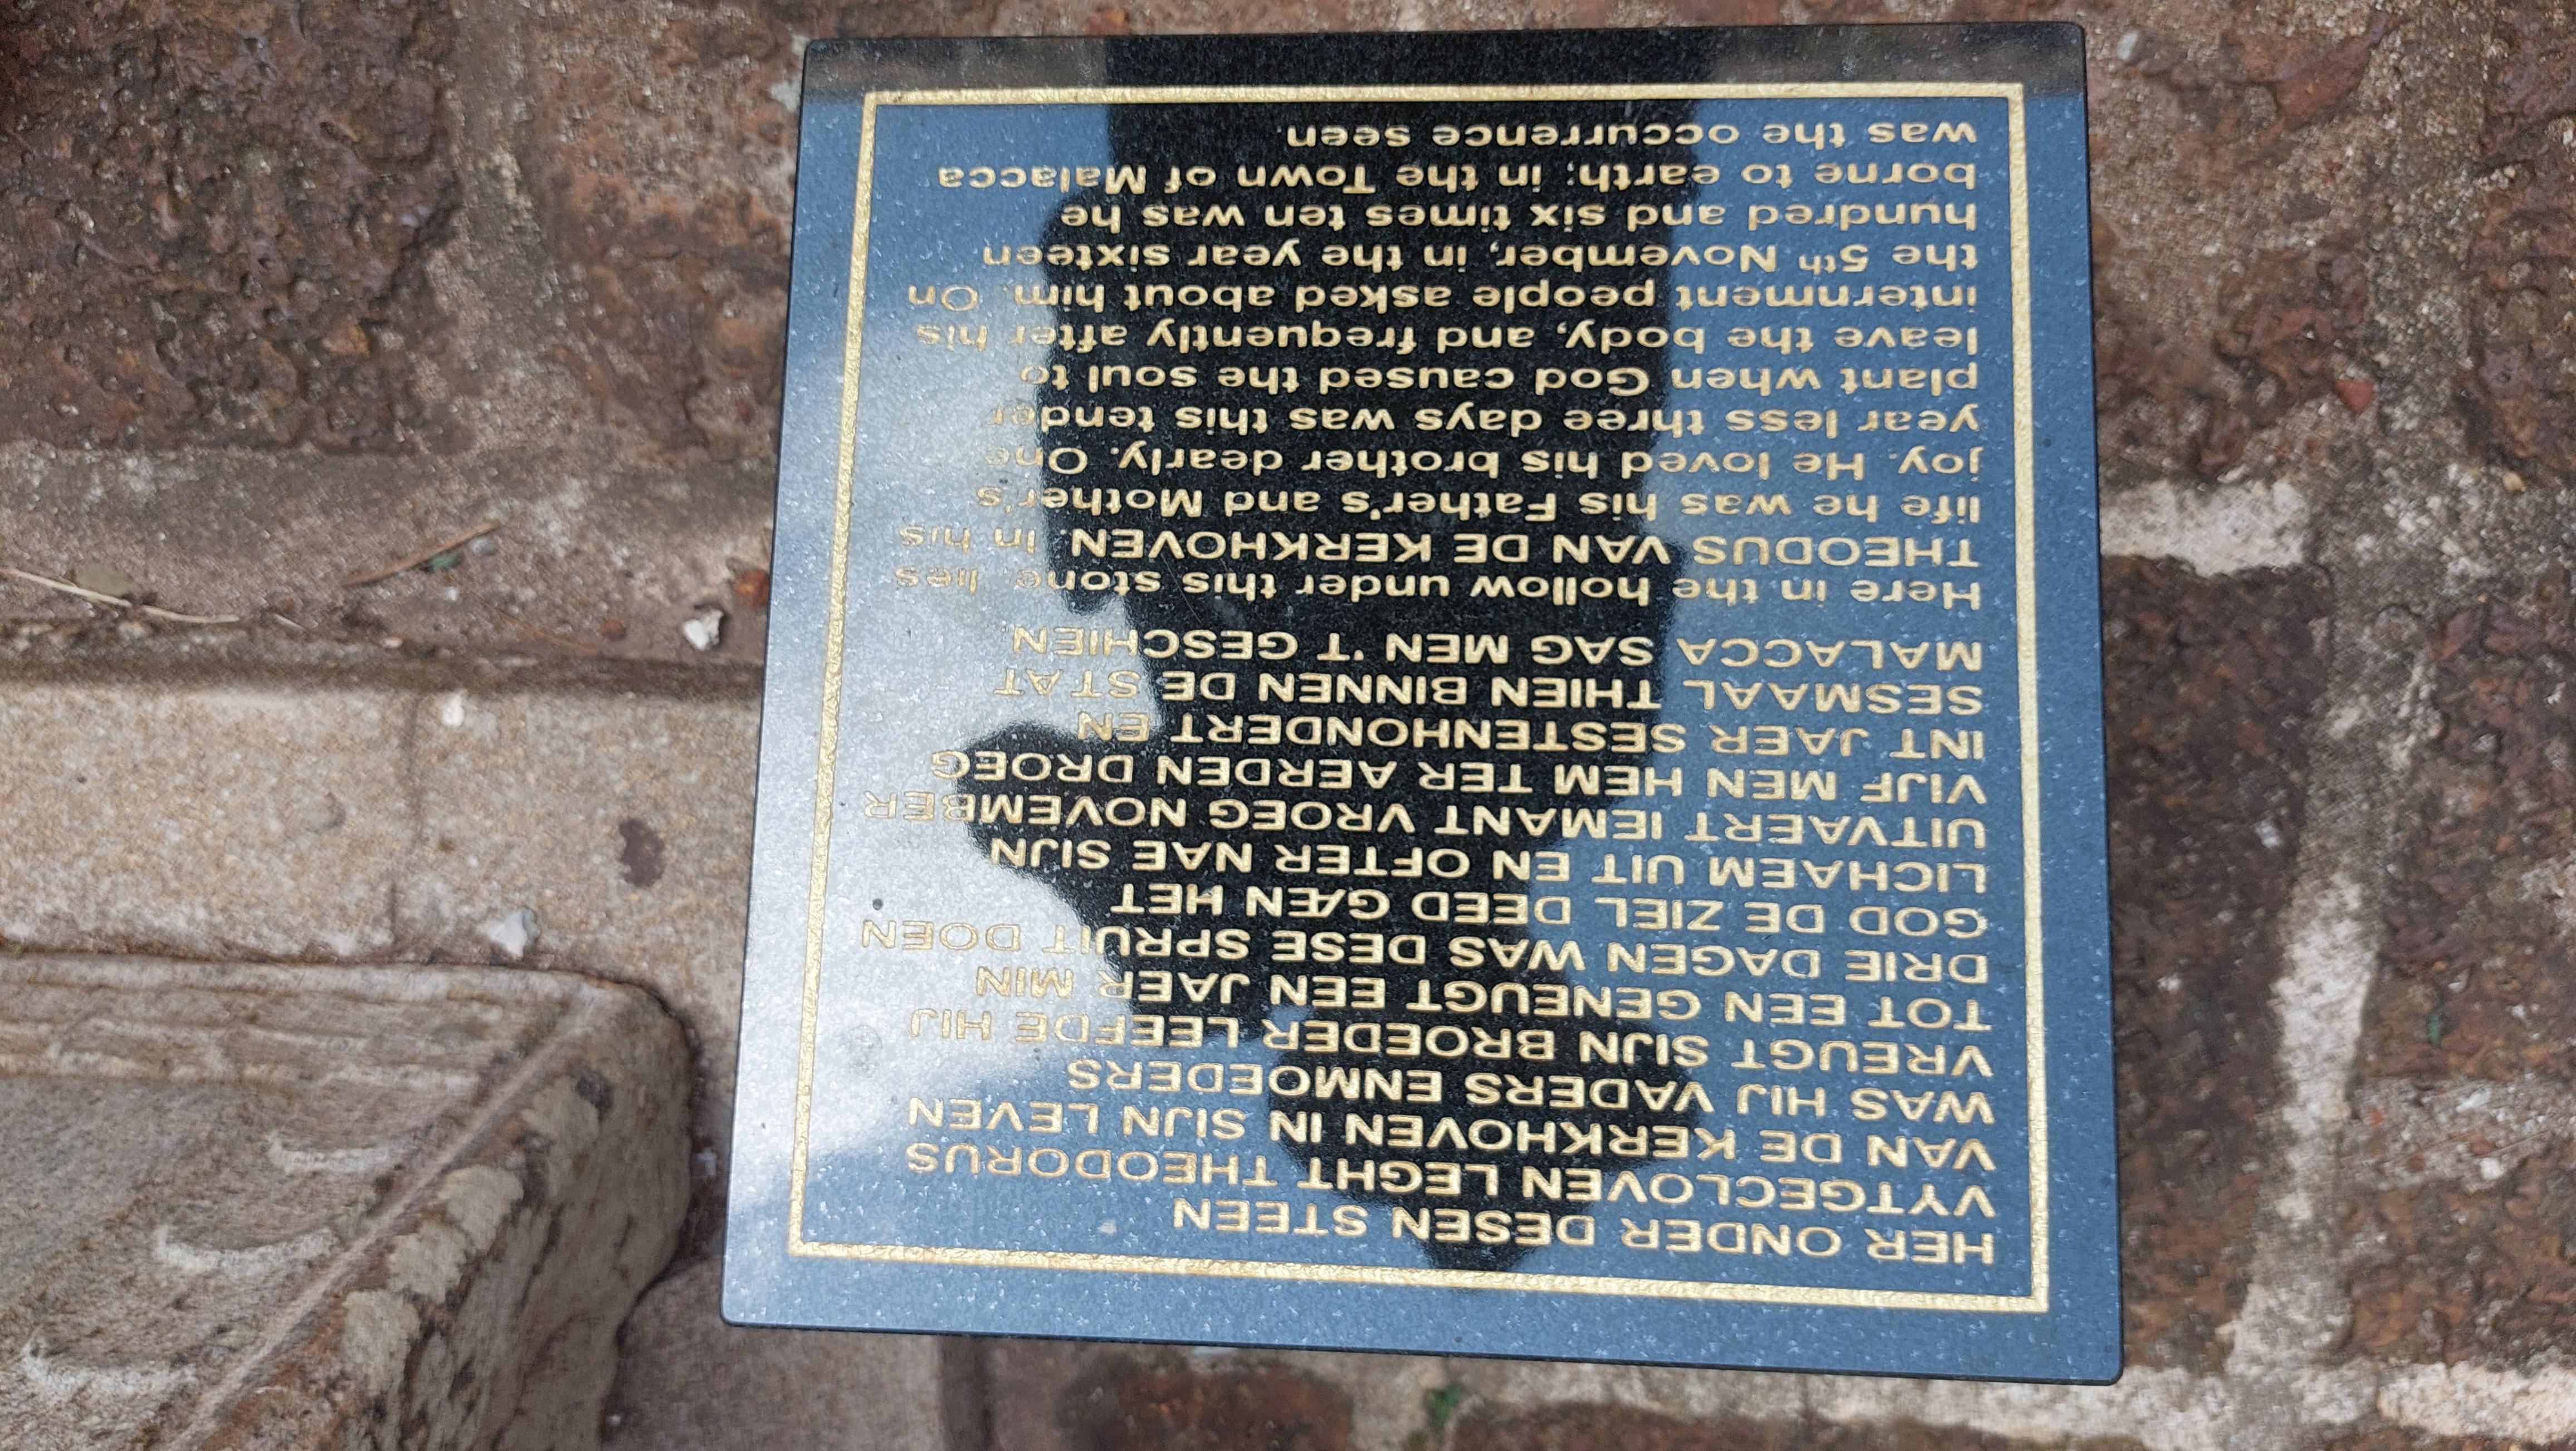 HER ONDER DESEN STEEN
VYTGECLOVEN LEGHT THEODORUS
VAN DE KERKHOVEN IN SIJN LEVEN
WAS HIJ VADERS ENMOEDERS
VREUGT SIJN BROEDER LEEFDE HIJ
TOT EEN GENEUGT EEN JAER MIN
DRIE DAGEN WAS DESE SPRUIT DOEN
GOD DE ZIEL DEED GÆN HET
LICHAEM UIT EN OFTER NAE SIJN
UITVAERT IEMANT VROEG NOVEMBER
VIJF MEN HEM TER AERDEN DROEG
INT JAER SESTENHONDERT EN
SESMAAL THIEN BINNEN DE STAT
MALACCA SAG MEN 'T GESCHIEN.
Here in the hollow under this stone, lies
THEODUS VAN DE KERKHOVEN. In his
life he was his Father's and Mother's
joy. He loved his brother dearly. One
year less three days was this tender
plant when God caused the soul to
leave the body, and frequently after his
internment people asked about him. On
the 5th November, in the year sixteen
hundred and six times ten was he
borne to earth; in the Town of Malacca
was the occurrence seen.